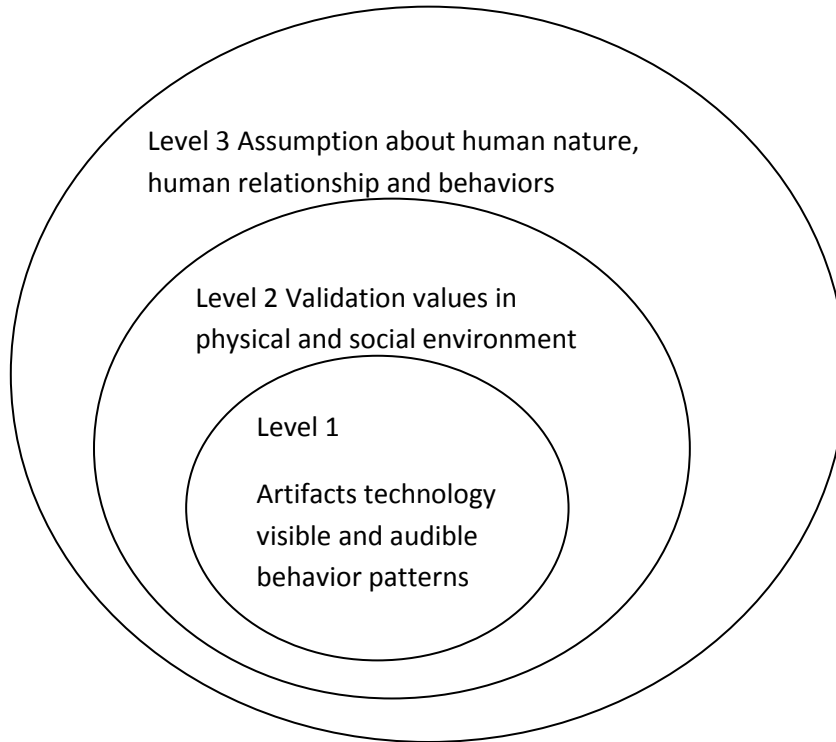 Level 3 Assumption about human nature,
human relationship and behaviors
Level 2 Validation values in
physical and social environment
Level 1
Artifacts technology
visible and audible
behavior patterns